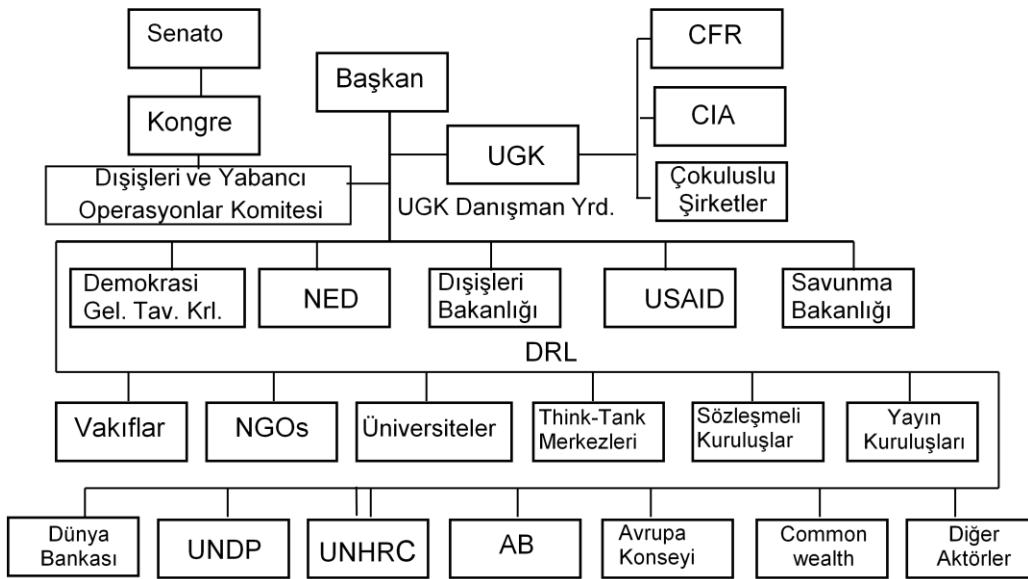 Senato
CFR
Başkan
Kongre
CIA
UGK
Dışişleri ve Yabancı
Operasyonlar Komitesi
Çokuluslu
Şirketler
UGK Danışman Yrd.
Demokrasi
Gel. Tav. Krl.
NED
Dışişleri
Bakanlığı
USAID
Savunma
Bakanlığı
DRL
Vakıflar
NGOs
Üniversiteler
Think-Tank
Merkezleri
Sözleşmeli
Kuruluşlar
Yayın
Kuruluşları
Dünya
Bankası
UNDP
UNHRC
AB
Avrupa
Konseyi
Common
wealth
Diğer
Aktörler